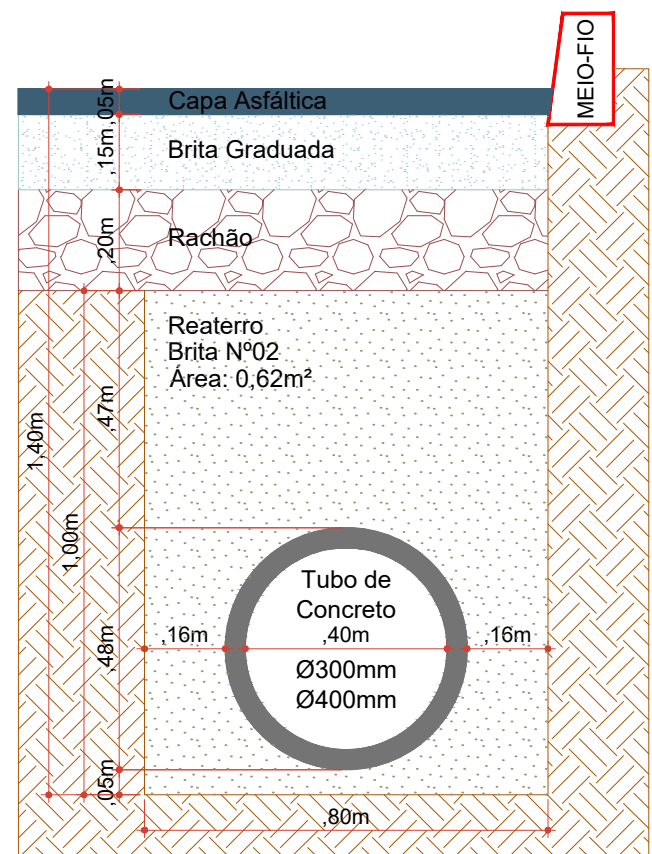 MEIO-FIO
,05m
Capa Asfáltica
,15m
Brita Graduada
,20m
Rachão
Reaterro
Brita Nº02
Área: 0,62m²
,47m
1,40m
1,00m
Tubo de
Concreto
,16m
,40m
,16m
,48m
Ø300mm
Ø400mm
,05m
,80m